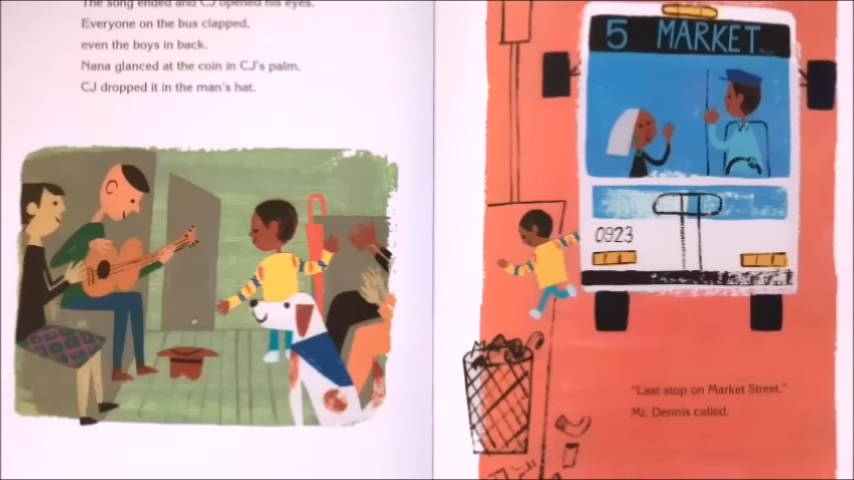 The song ended and CJ opened his eyes.
Everyone on the bus clapped,
even the boys in back.
Nana glanced at the coin in CJ's palm.
CJ dropped it in the man's hat.
5 MARKET
0923
"Last stop on Market Street,"
Mr. Dennis called.